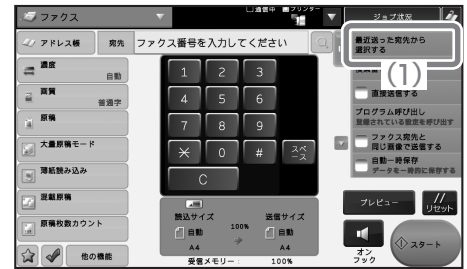 ファクス
通信中
プリンター
ジョブ状況
アドレス帳
宛先
ファクス番号を入力してください
最近送った宛先から
選択する
(1)
濃度
自動
画質
普通字
原稿
大量原稿モード
薄紙読み込み
混載原稿
原稿枚数カウント
他の機能
1 2 3
4 5 6
7 8 9
0 #
スペ
ース
C
読込サイズ
自動
A4
100%
送信サイズ
自動
A4
受信メモリー: 100%
直接送信する
プログラム呼び出し
登録されている設定を呼び出す
ファクス宛先と
同じ画像で送信する
自動一時保存
データを一時的に保存する
プレビュー
リセット
オン
フック
スタート